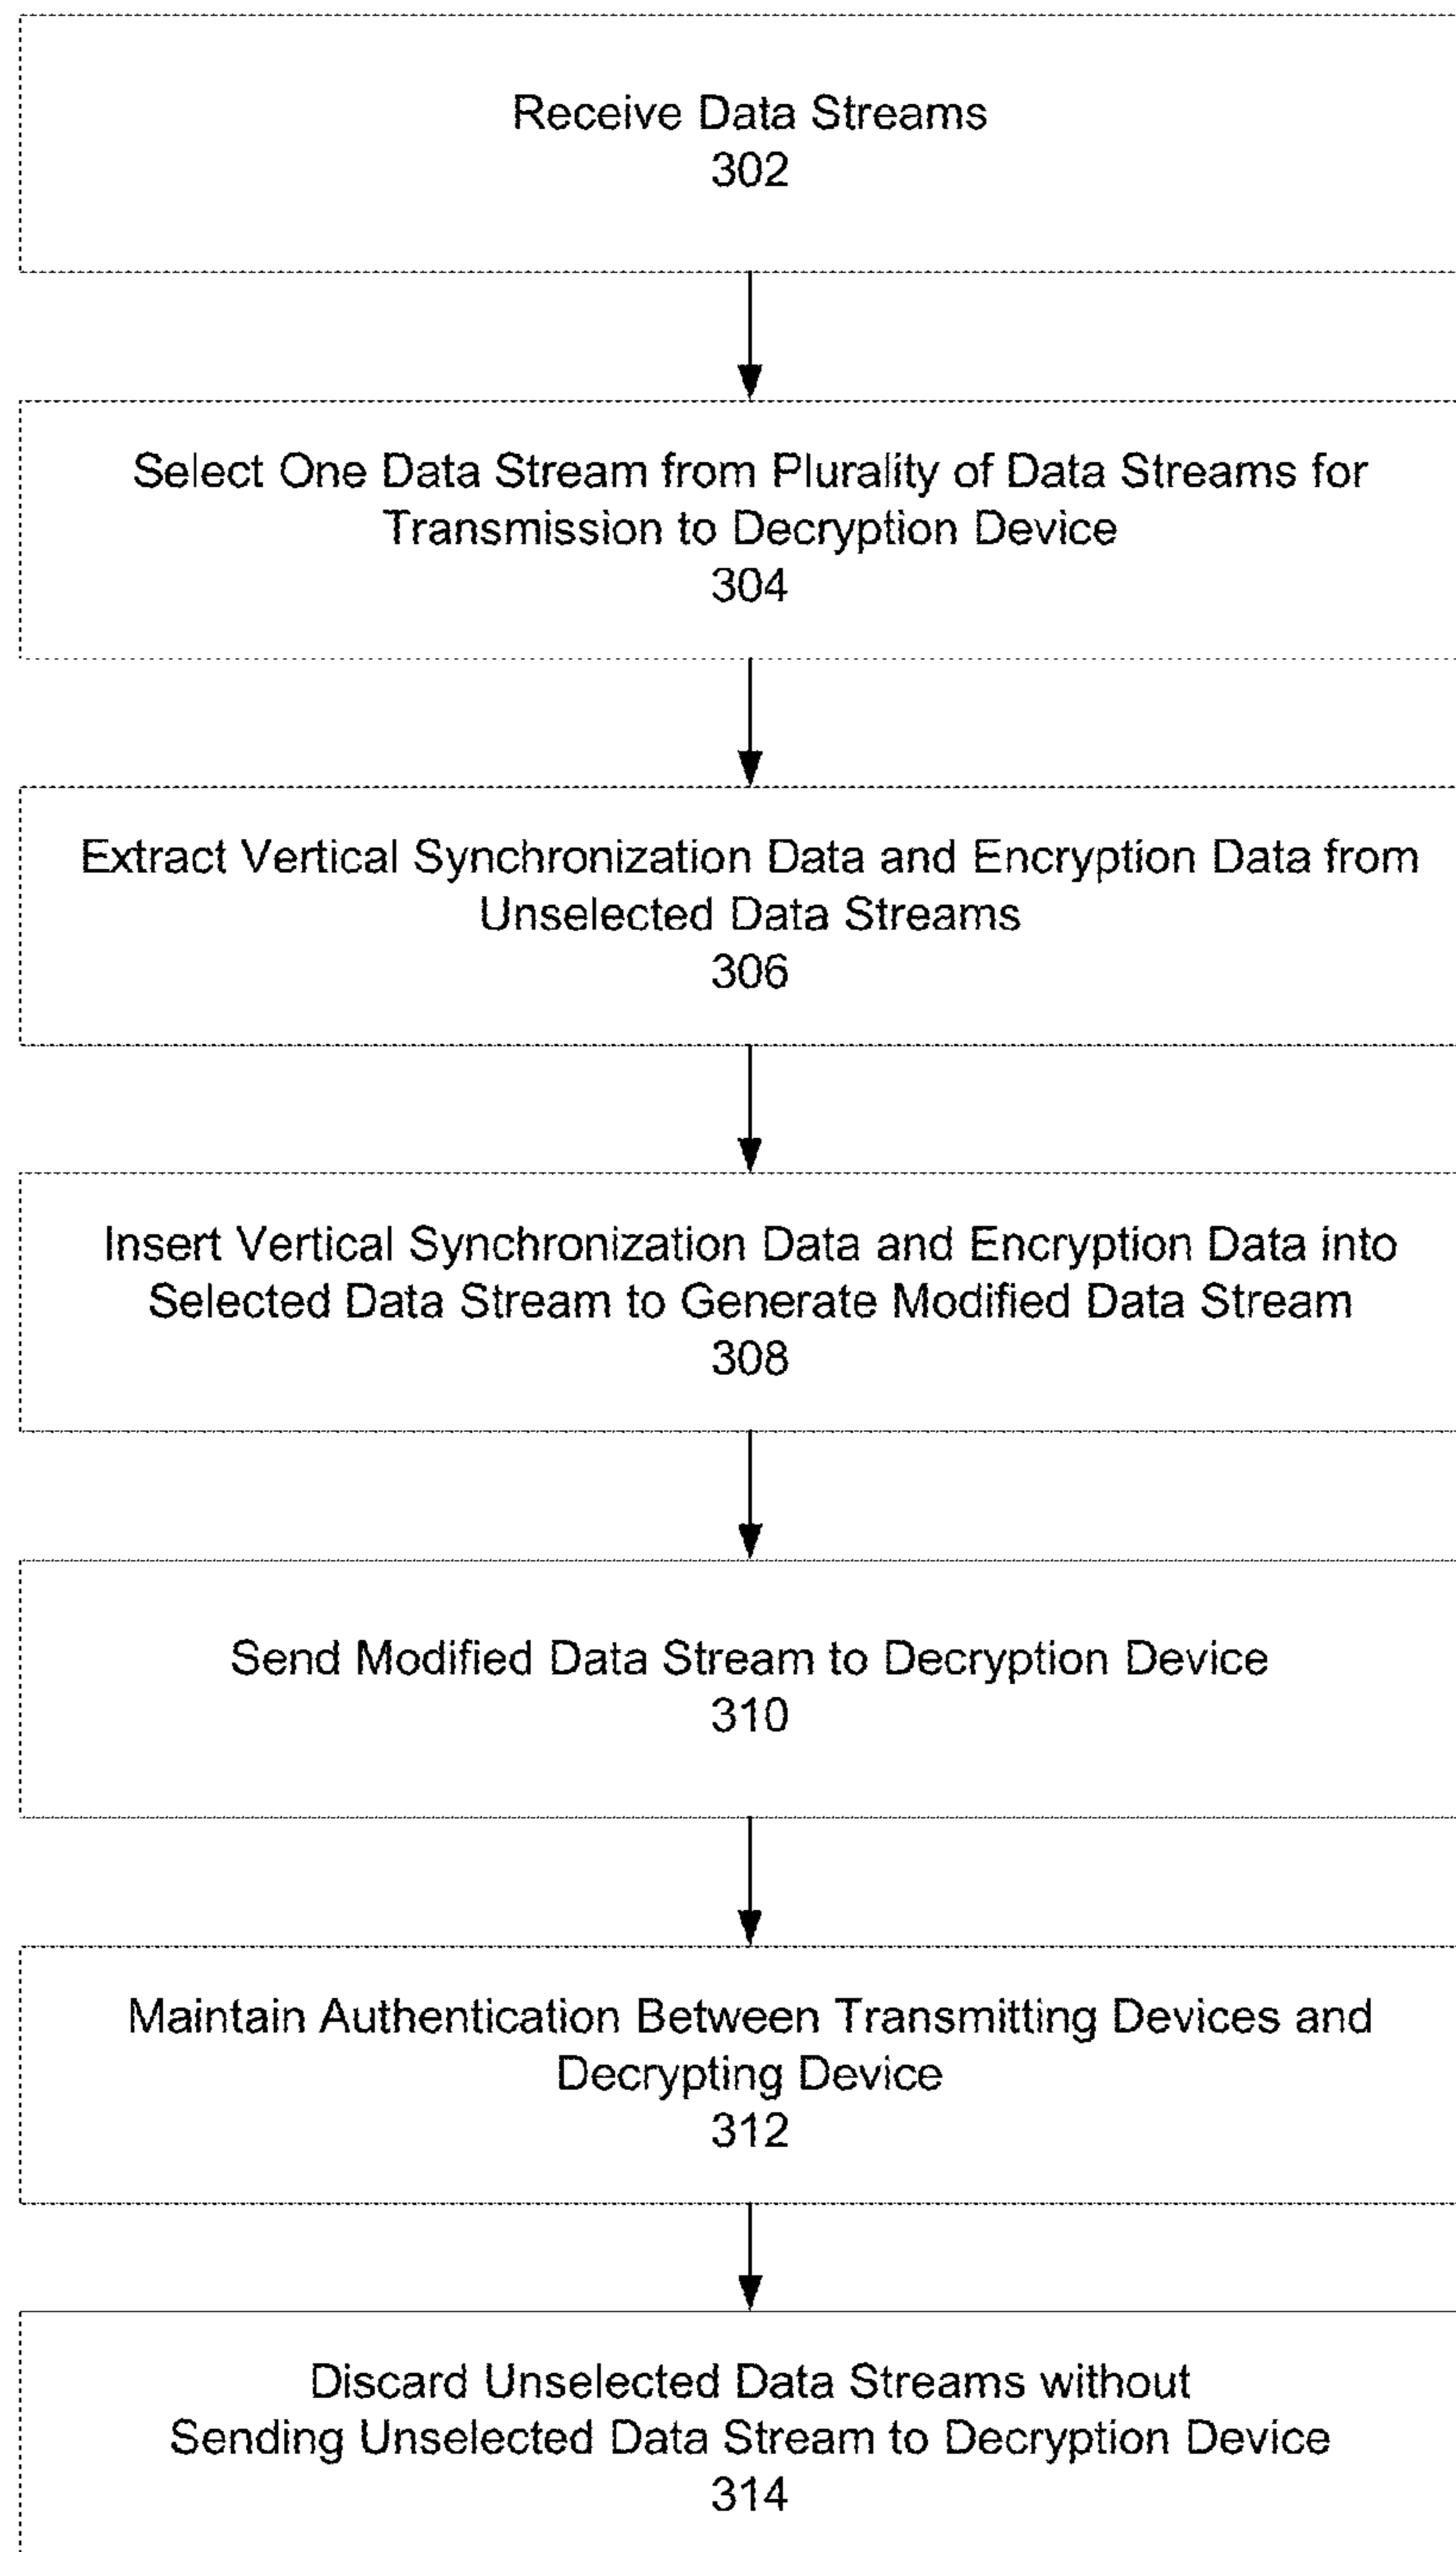 Receive Data Streams
302
Select One Data Stream from Plurality of Data Streams for
Transmission to Decryption Device
304
Extract Vertical Synchronization Data and Encryption Data from
Unselected Data Streams
306
Insert Vertical Synchronization Data and Encryption Data into
Selected Data Stream to Generate Modified Data Stream
308
Send Modified Data Stream to Decryption Device
310
Maintain Authentication Between Transmitting Devices and
Decrypting Device
312
Discard Unselected Data Streams without
Sending Unselected Data Stream to Decryption Device
314